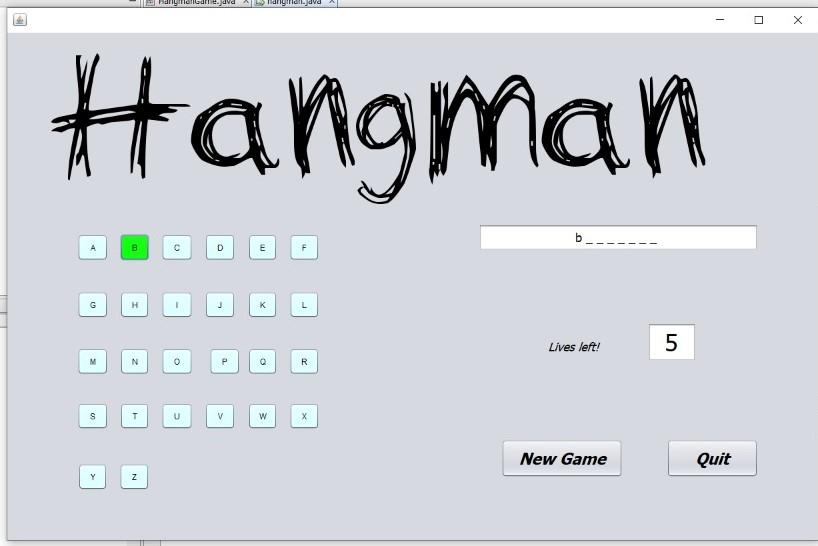 HangmanGame.java hangman.java
Hangman
A B C D E F
b _ _ _ _ _ _ _
G H I J K L
Lives left! 5
M N O P Q R
S T U V W X
New Game Quit
Y Z